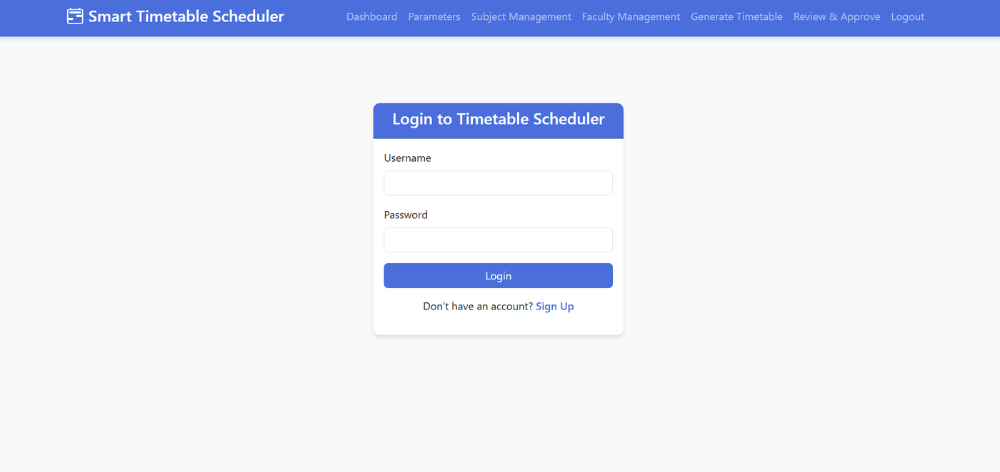 Smart Timetable Scheduler
Dashboard Parameters Subject Management Faculty Management Generate Timetable Review & Approve Logout
Login to Timetable Scheduler
Username
Password
Login
Don't have an account? Sign Up